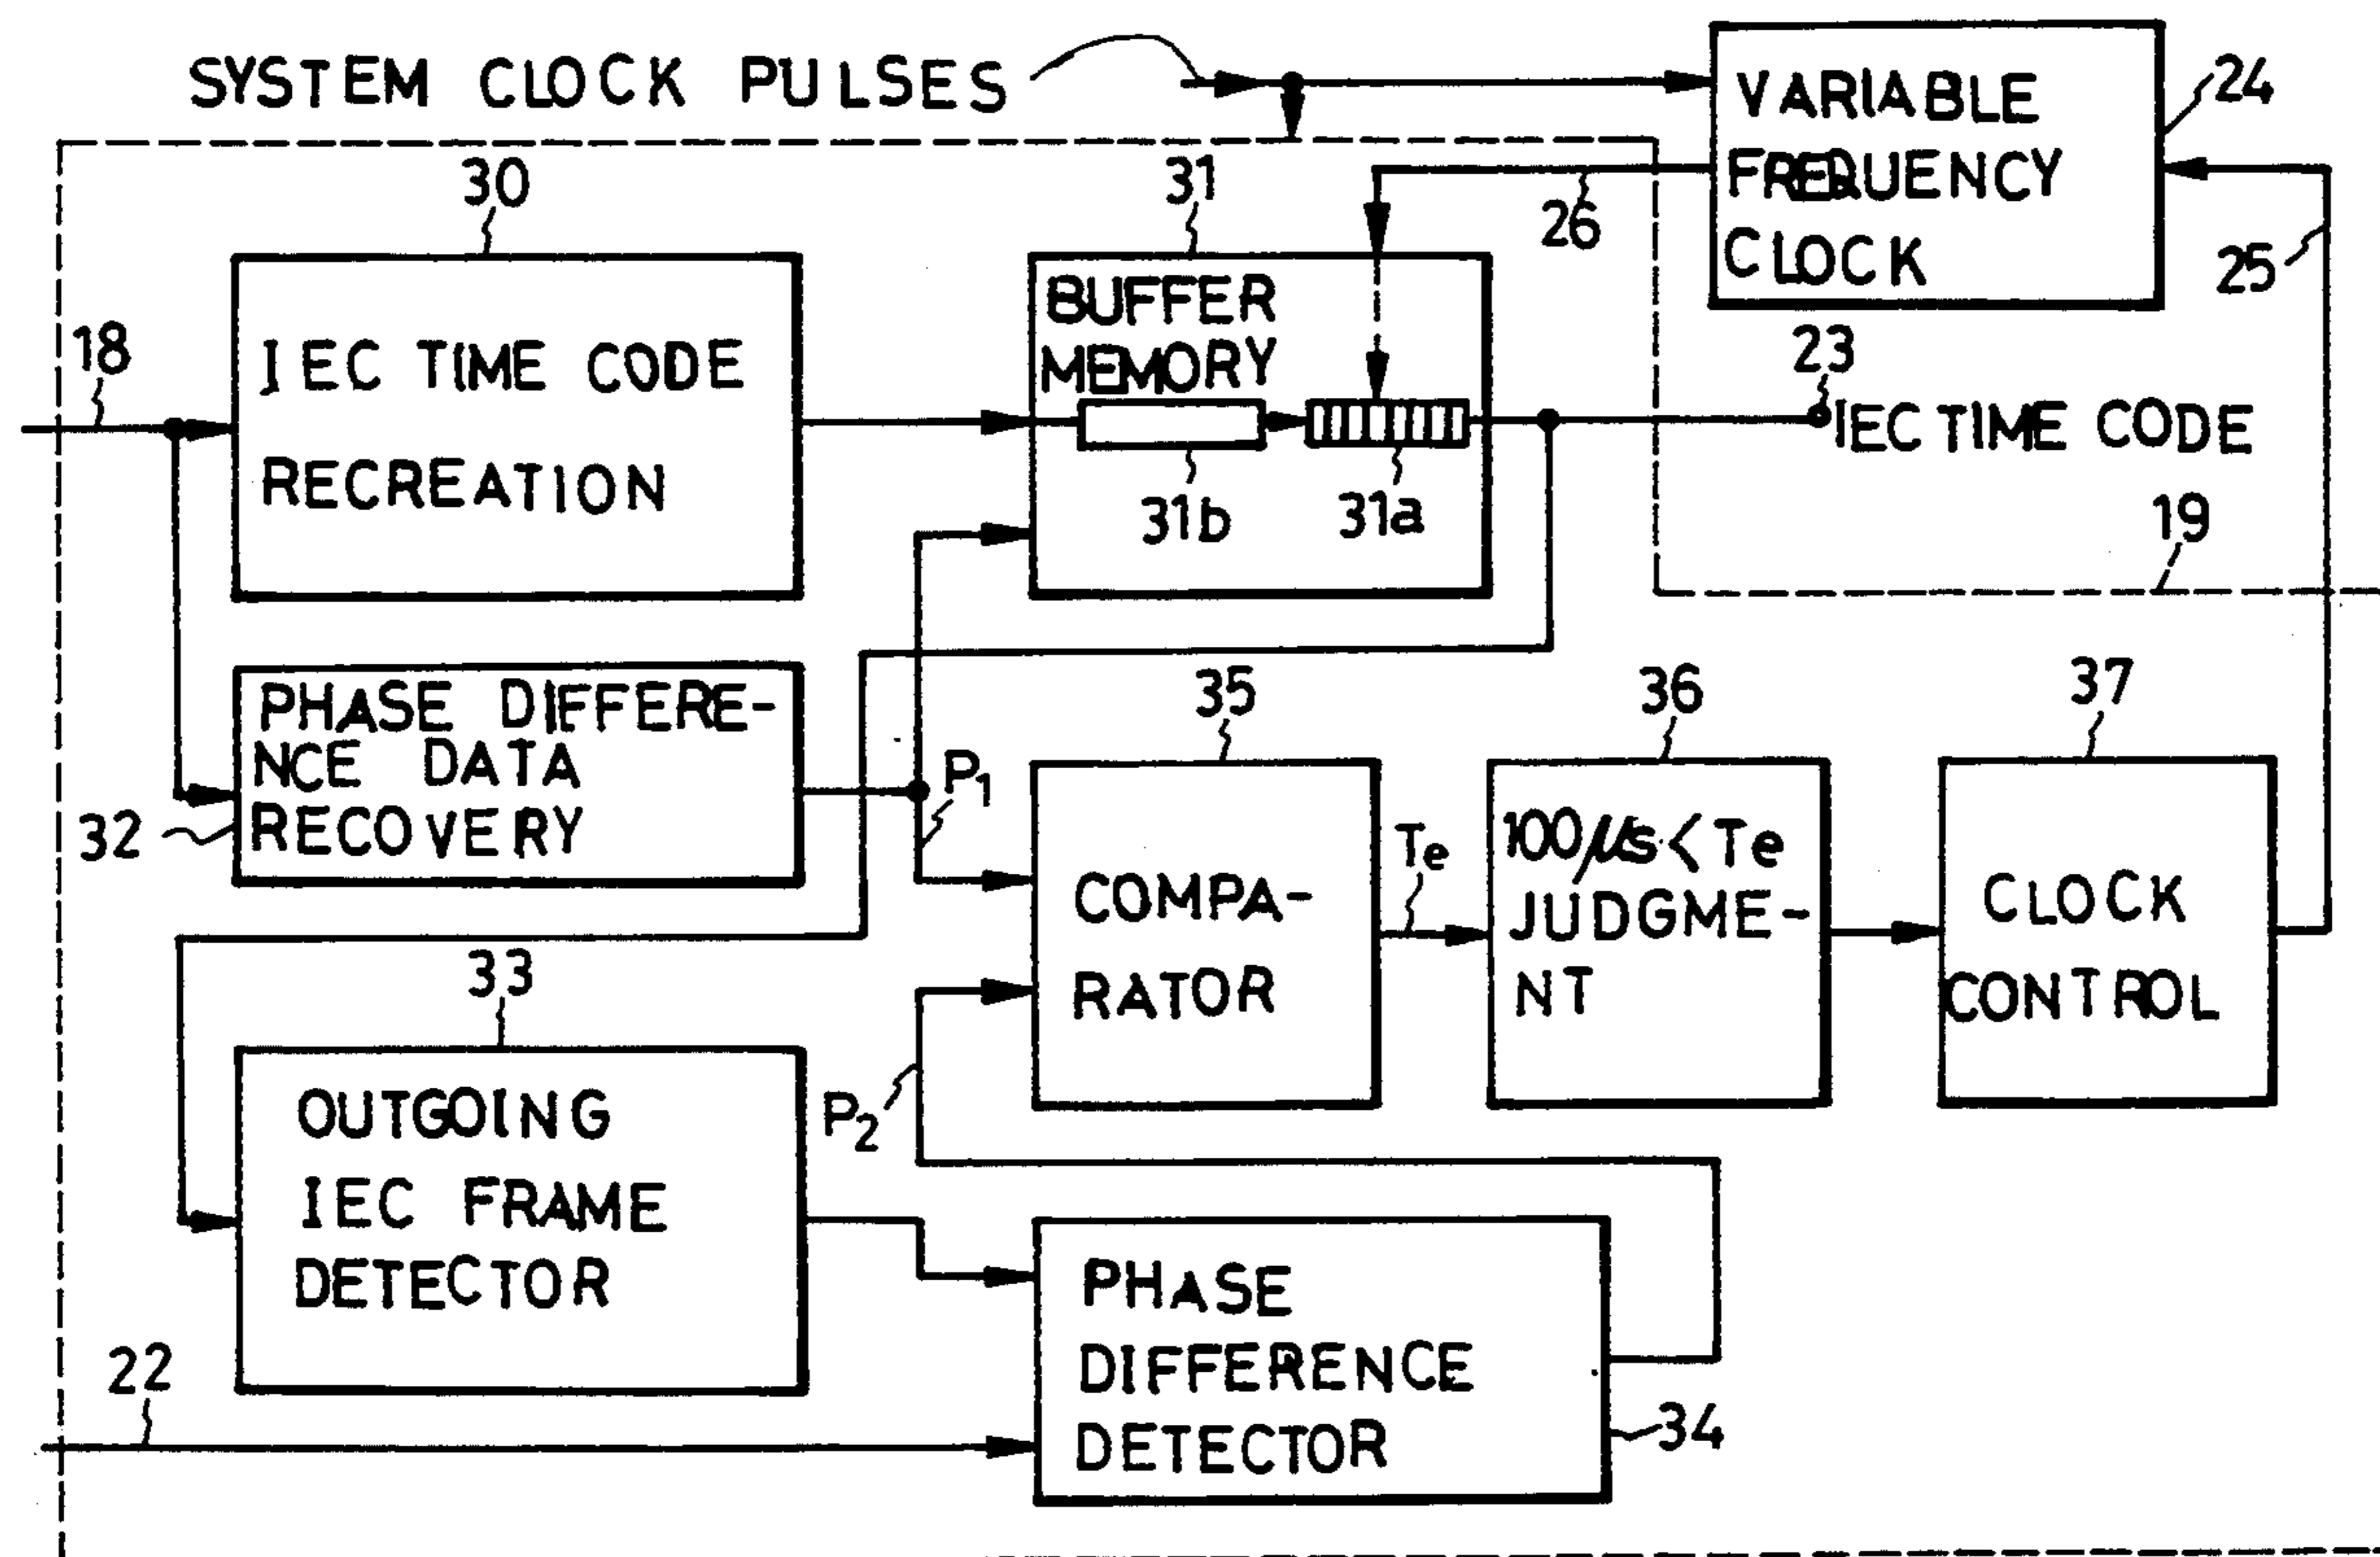 SYSTEM CLOCK PULSES
VARIABLE
FREQUENCY
CLOCK
24
30
31
26
25
18
IEC TIME CODE
RECREATION
BUFFER
MEMORY
31b
31a
23
IEC TIME CODE
19
PHASE DIFFERE-
NCE DATA
RECOVERY
32
P1
35
36
37
COMPA-
RATOR
Te
100μs < Te
JUDGME-
NT
CLOCK
CONTROL
33
OUTGOING
IEC FRAME
DETECTOR
P2
22
PHASE
DIFFERENCE
DETECTOR
34